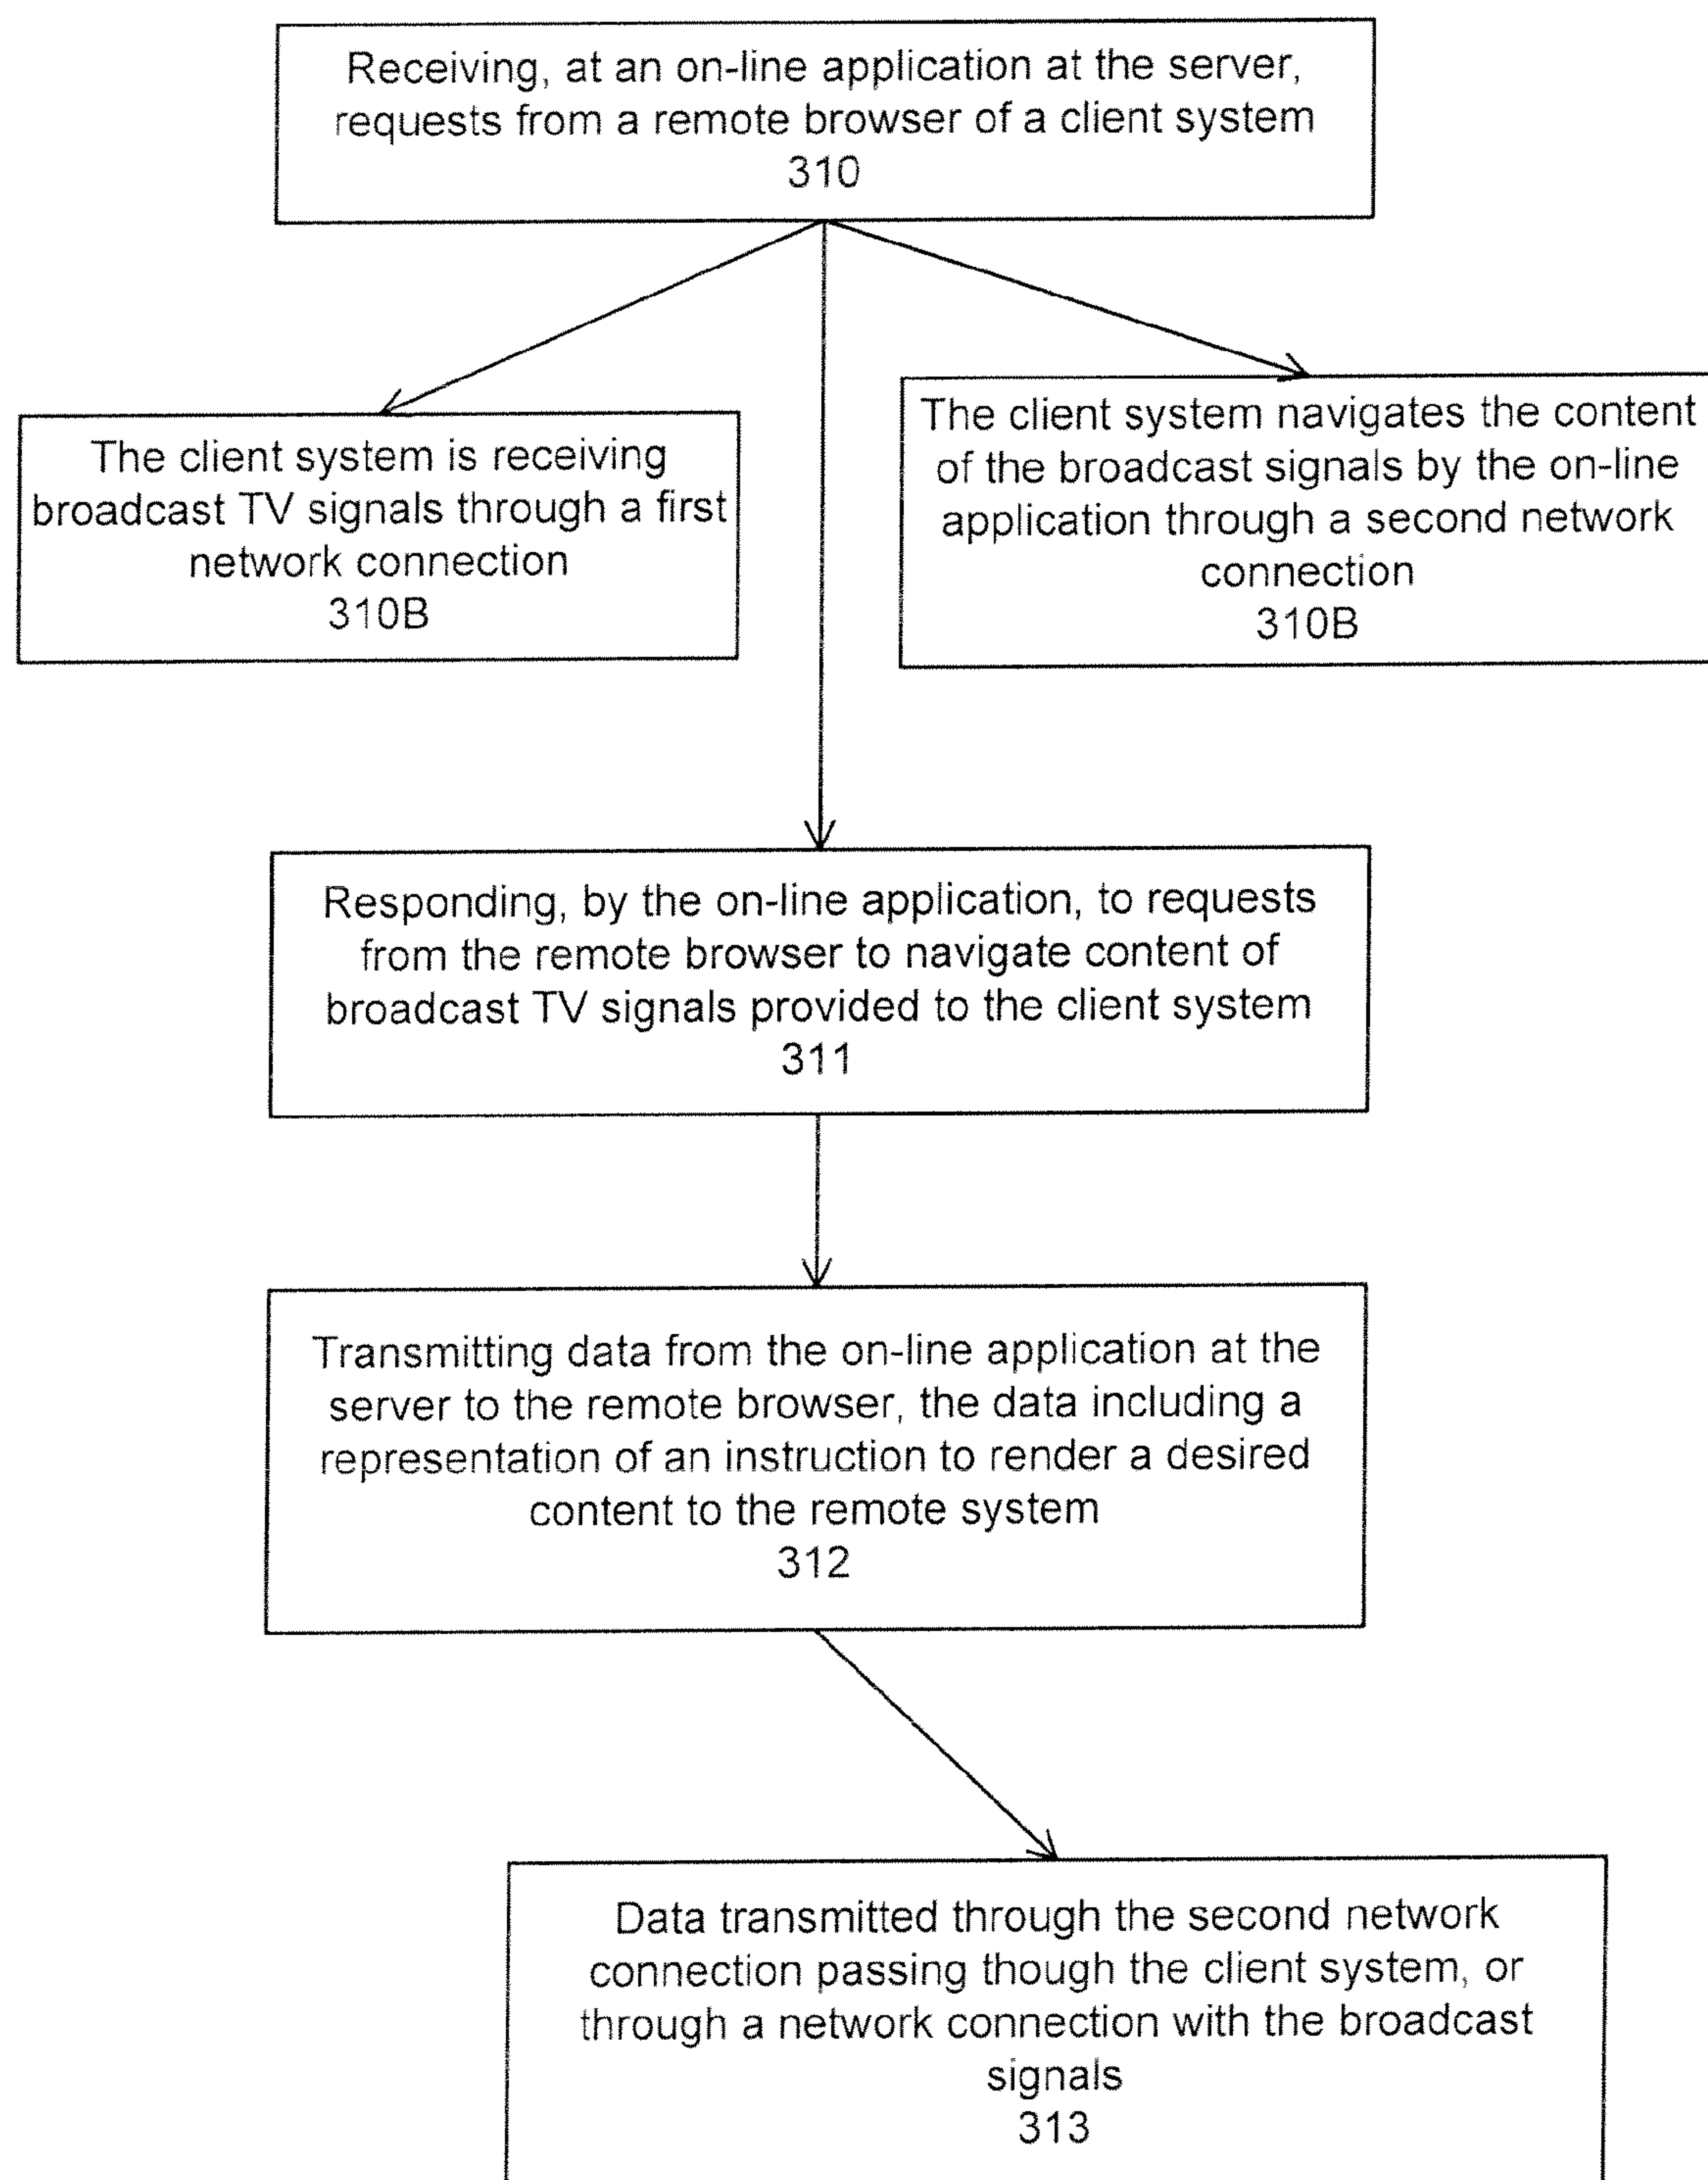 Receiving, at an on-line application at the server,
requests from a remote browser of a client system
310
The client system is receiving
broadcast TV signals through a first
network connection
310B
The client system navigates the content
of the broadcast signals by the on-line
application through a second network
connection
310B
Responding, by the on-line application, to requests
from the remote browser to navigate content of
broadcast TV signals provided to the client system
311
Transmitting data from the on-line application at the
server to the remote browser, the data including a
representation of an instruction to render a desired
content to the remote system
312
Data transmitted through the second network
connection passing though the client system, or
through a network connection with the broadcast
signals
313